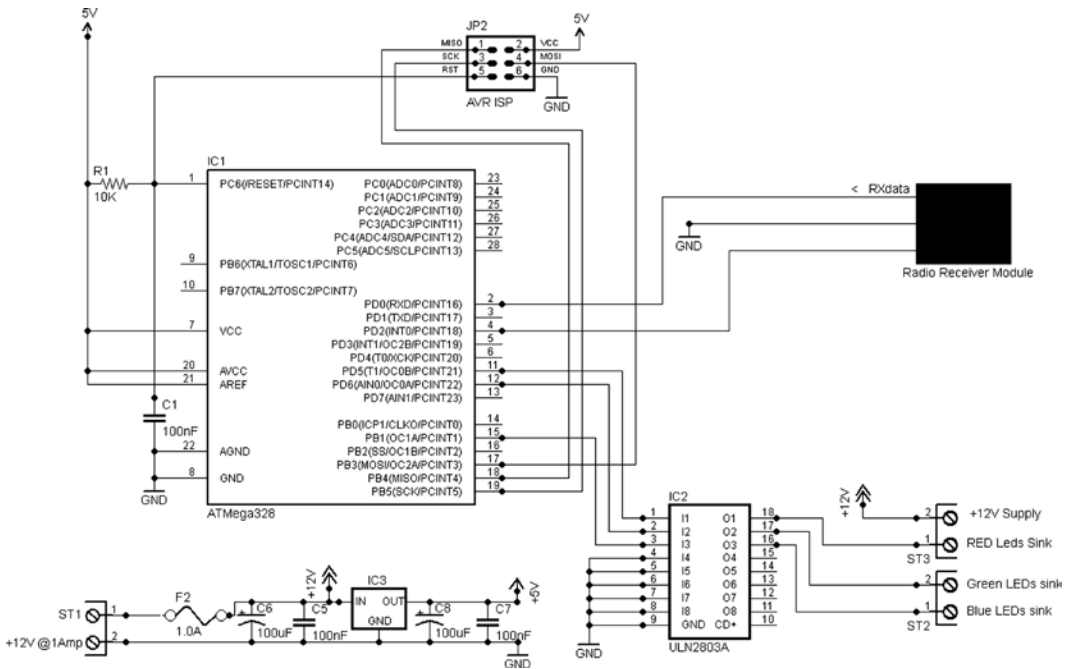 5V
JP2
5V
MISO 1 2 VCC
SCK 3 4 MOSI
RST 5 6 GND
AVR ISP
GND
IC1
R1
10K
1 PC6(/RESET/PCINT14)
9 PB6(XTAL1/TOSC1/PCINT6)
10 PB7(XTAL2/TOSC2/PCINT7)
7 VCC
20 AVCC
21 AREF
C1
100nF
22 AGND
8 GND
GND
PC0(ADC0/PCINT8) 23
PC1(ADC1/PCINT9) 24
PC2(ADC2/PCINT10) 25
PC3(ADC3/PCINT11) 26
PC4(ADC4/SDA/PCINT12) 27
PC5(ADC5/SCLPCINT13) 28
PD0(RXD/PCINT16) 2
PD1(TXD/PCINT17) 3
PD2(INT0/PCINT18) 4
PD3(INT1/OC2B/PCINT19) 5
PD4(T0/XCK/PCINT20) 6
PD5(T1/OC0B/PCINT21) 11
PD6(AIN0/OC0A/PCINT22) 12
PD7(AIN1/PCINT23) 13
PB0(ICP1/CLKO/PCINT0) 14
PB1(OC1A/PCINT1) 15
PB2(SS/OC1B/PCINT2) 16
PB3(MOSI/OC2A/PCINT3) 17
PB4(MISO/PCINT4) 18
PB5(SCK/PCINT5) 19
ATMega328
< RXdata
GND
Radio Receiver Module
IC2
1 I1 O1 18
2 I2 O2 17
3 I3 O3 16
4 I4 O4 15
5 I5 O5 14
6 I6 O6 13
7 I7 O7 12
8 I8 O8 11
9 GND CD+ 10
ULN2803A
GND
+12V
2 +12V Supply
1 RED Leds Sink
ST3
2 Green LEDs sink
1 Blue LEDs sink
ST2
ST1
1
2
+12V @1Amp
F2
1.0A
C6
+
100uF
+12V
C5
100nF
IC3
IN OUT
GND
C8
+
100uF
C7
100nF
+5V
GND